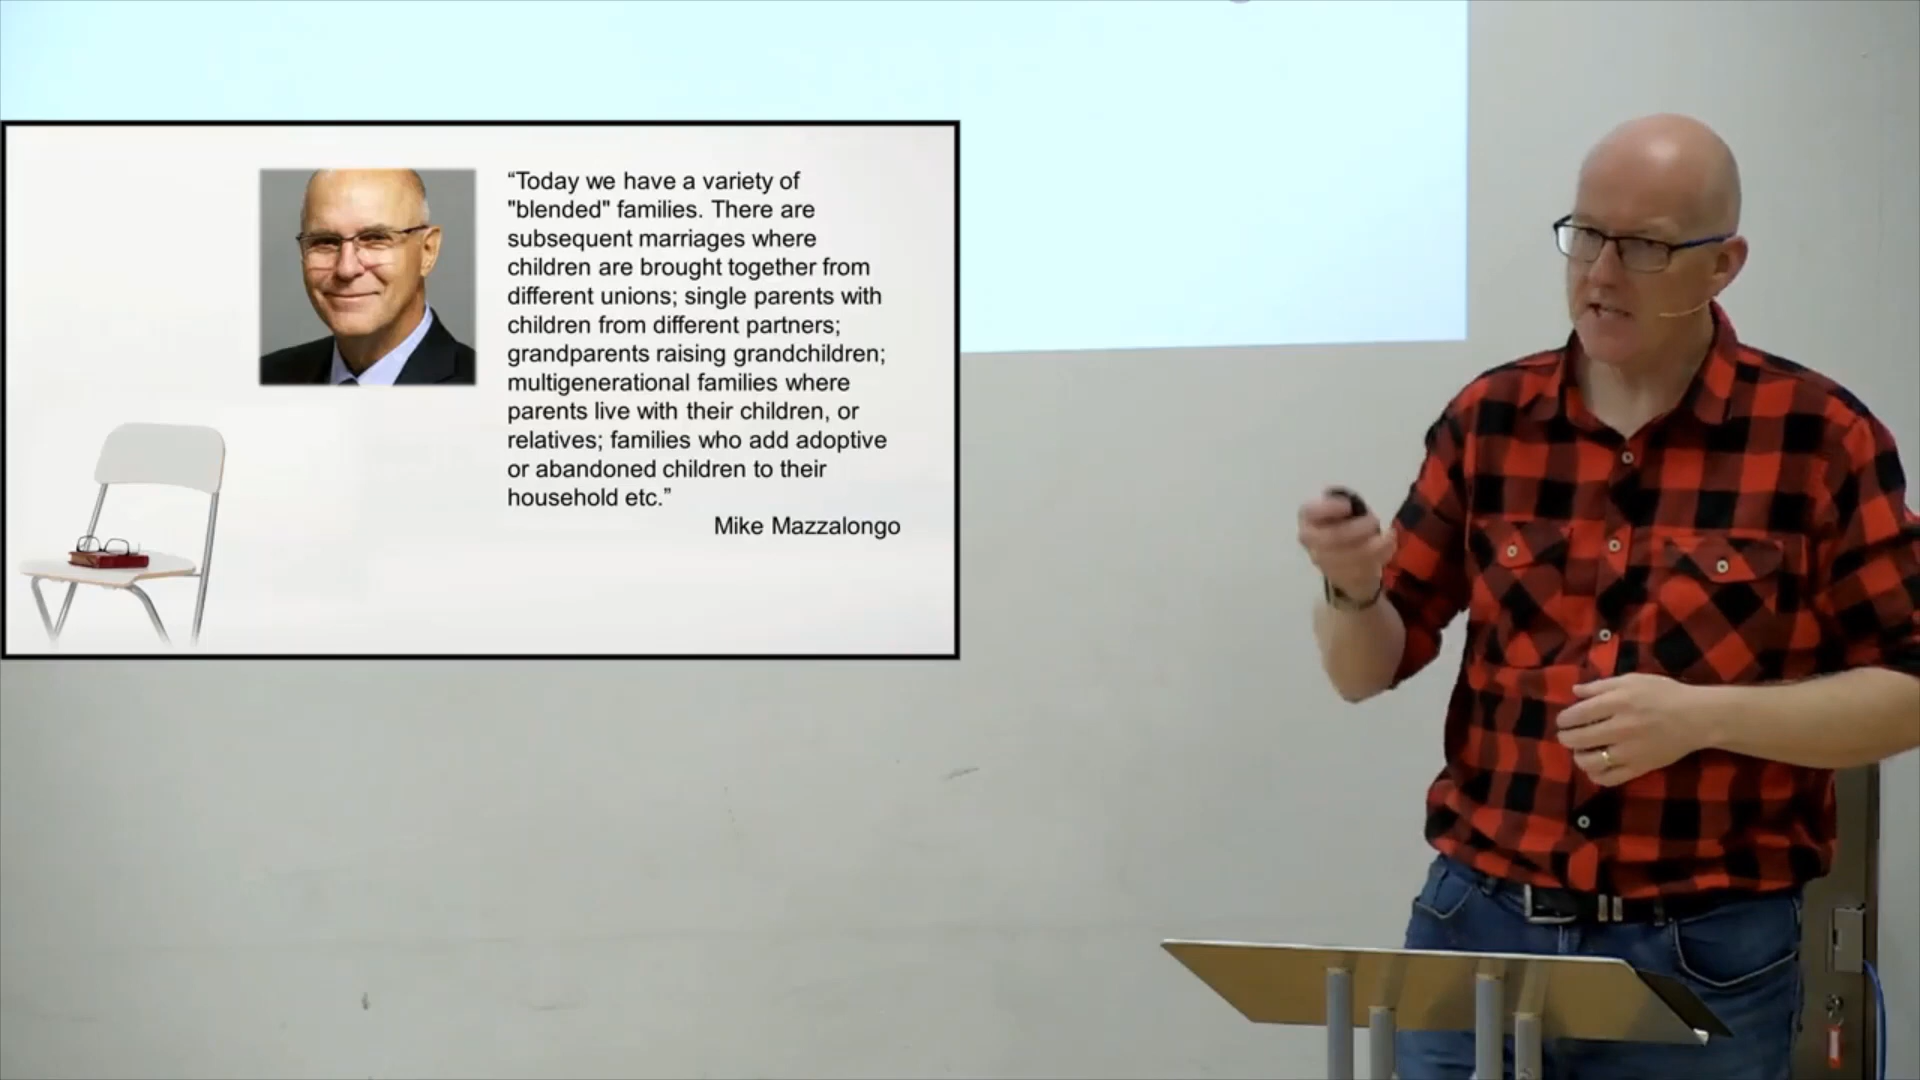 “Today we have a variety of
"blended" families. There are
subsequent marriages where
children are brought together from
different unions; single parents with
children from different partners;
grandparents raising grandchildren;
multigenerational families where
parents live with their children, or
relatives; families who add adoptive
or abandoned children to their
household etc.”
Mike Mazzalongo